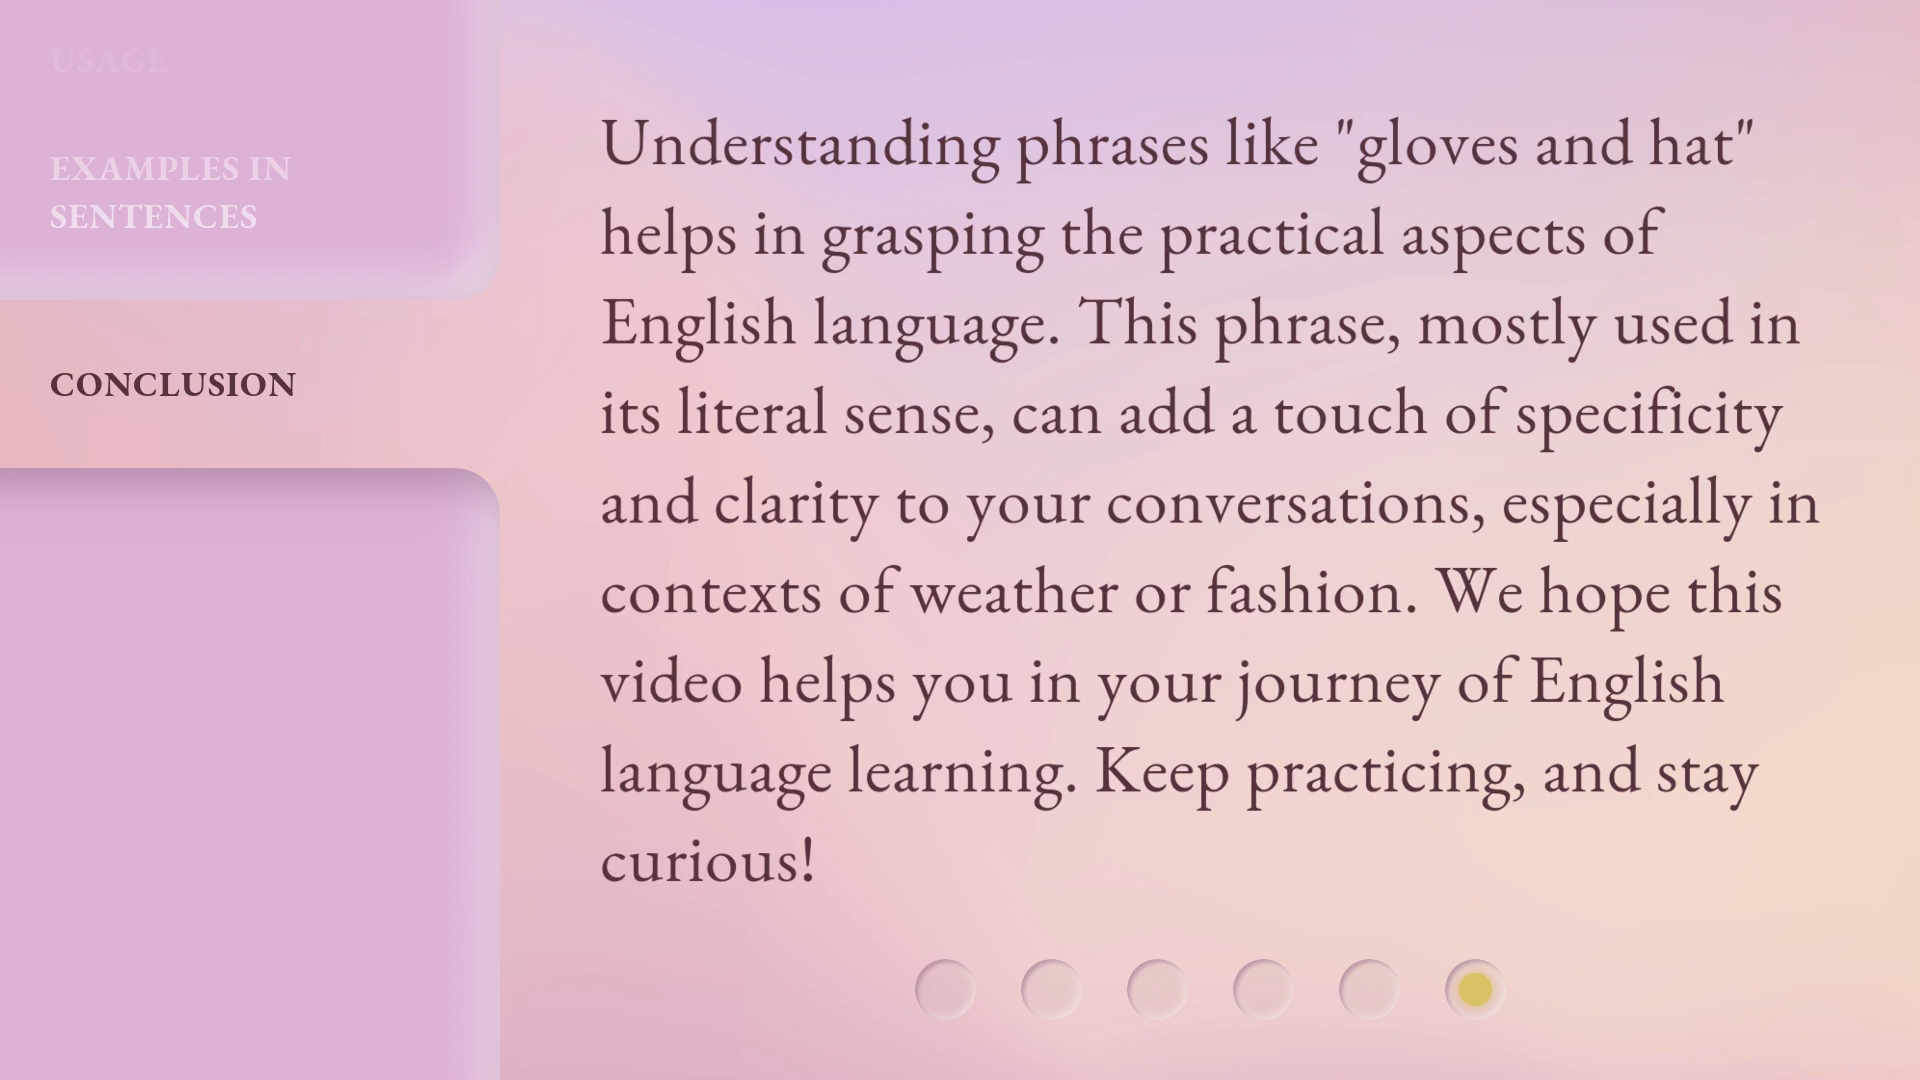 USAGE
EXAMPLES IN
SENTENCES
CONCLUSION
Understanding phrases like "gloves and hat"
helps in grasping the practical aspects of
English language. This phrase, mostly used in
its literal sense, can add a touch of specificity
and clarity to your conversations, especially in
contexts of weather or fashion. We hope this
video helps you in your journey of English
language learning. Keep practicing, and stay
curious!